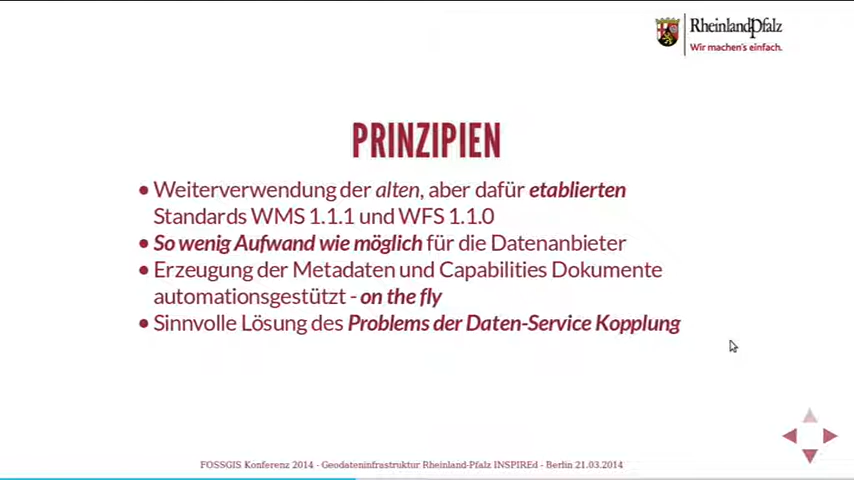 RheinlandPfalz
Wir machen's einfach.
PRINZIPIEN
• Weiterverwendung der alten, aber dafür etablierten
Standards WMS 1.1.1 und WFS 1.1.0
• So wenig Aufwand wie möglich für die Datenanbieter
• Erzeugung der Metadaten und Capabilities Dokumente
automationsgestützt - on the fly
• Sinnvolle Lösung des Problems der Daten-Service Kopplung
FOSSGIS Konferenz 2014 - Geodateninfrastruktur Rheinland-Pfalz INSPIREd - Berlin 21.03.2014